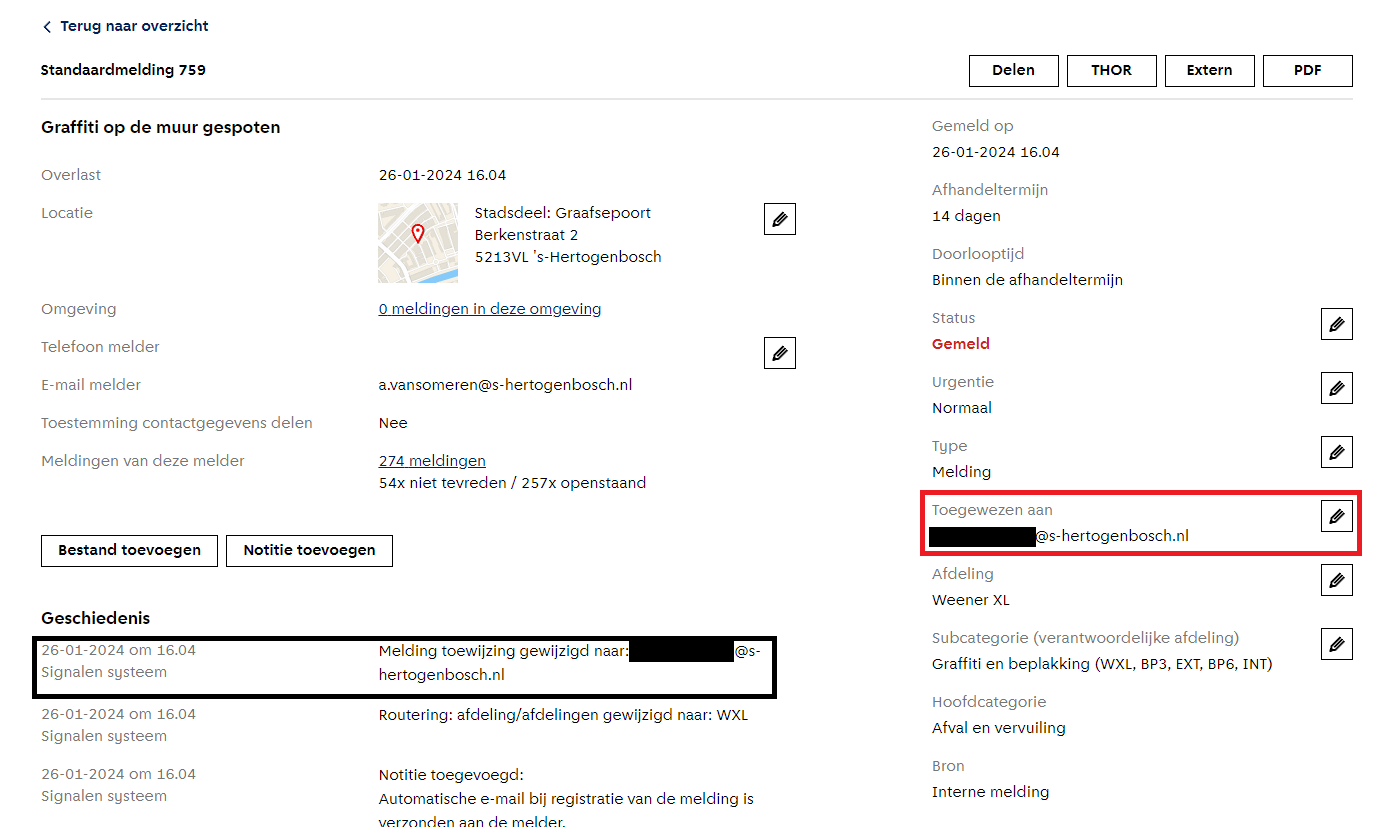 Terug naar overzicht
Standaardmelding 759
Delen
THOR
Extern
PDF
Graffiti op de muur gespoten
Overlast
26-01-2024 16.04
Locatie
Stadsdeel: Graafsepoort
Berkenstraat 2
5213VL 's-Hertogenbosch
Omgeving
0 meldingen in deze omgeving
Telefoon melder
E-mail melder
a.vansomeren@s-hertogenbosch.nl
Toestemming contactgegevens delen
Nee
Meldingen van deze melder
274 meldingen
54x niet tevreden / 257x openstaand
Bestand toevoegen
Notitie toevoegen
Geschiedenis
26-01-2024 om 16.04
Signalen systeem
Melding toewijzing gewijzigd naar: @s-
hertogenbosch.nl
26-01-2024 om 16.04
Signalen systeem
Routering: afdeling/afdelingen gewijzigd naar: WXL
26-01-2024 om 16.04
Signalen systeem
Notitie toegevoegd:
Automatische e-mail bij registratie van de melding is
verzonden aan de melder.
Gemeld op
26-01-2024 16.04
Afhandeltermijn
14 dagen
Doorlooptijd
Binnen de afhandeltermijn
Status
Gemeld
Urgentie
Normaal
Type
Melding
Toegewezen aan
@s-hertogenbosch.nl
Afdeling
Weener XL
Subcategorie (verantwoordelijke afdeling)
Graffiti en beplakking (WXL, BP3, EXT, BP6, INT)
Hoofdcategorie
Afval en vervuiling
Bron
Interne melding